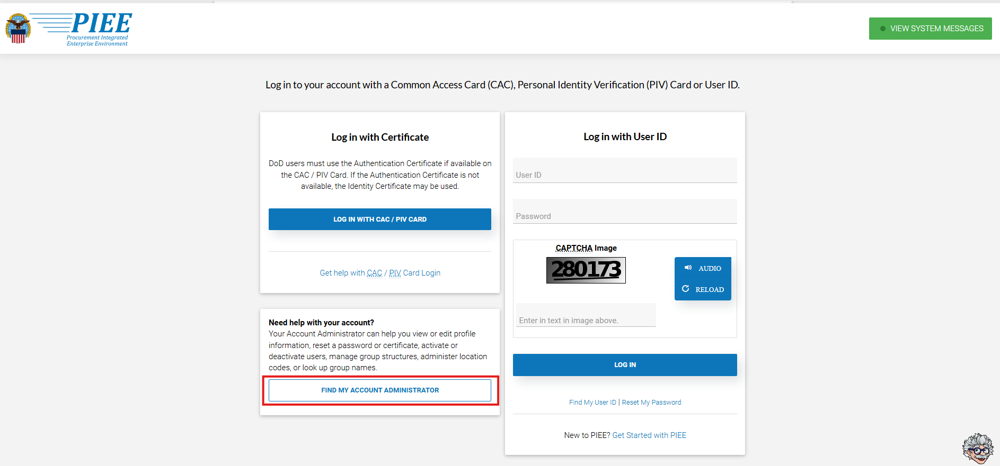 PIEE
Procurement Integrated
Enterprise Environment
VIEW SYSTEM MESSAGES
Log in to your account with a Common Access Card (CAC), Personal Identity Verification (PIV) Card or User ID.
Log in with Certificate
DoD users must use the Authentication Certificate if available on
the CAC / PIV Card. If the Authentication Certificate is not
available, the Identity Certificate may be used.
LOG IN WITH CAC / PIV CARD
Get help with CAC / PIV Card Login
Need help with your account?
Your Account Administrator can help you view or edit profile
information, reset a password or certificate, activate or
deactivate users, manage group structures, administer location
codes, or look up group names.
FIND MY ACCOUNT ADMINISTRATOR
Log in with User ID
User ID
Password
CAPTCHA Image
280173
AUDIO
RELOAD
Enter in text in image above.
LOG IN
Find My User ID | Reset My Password
New to PIEE? Get Started with PIEE